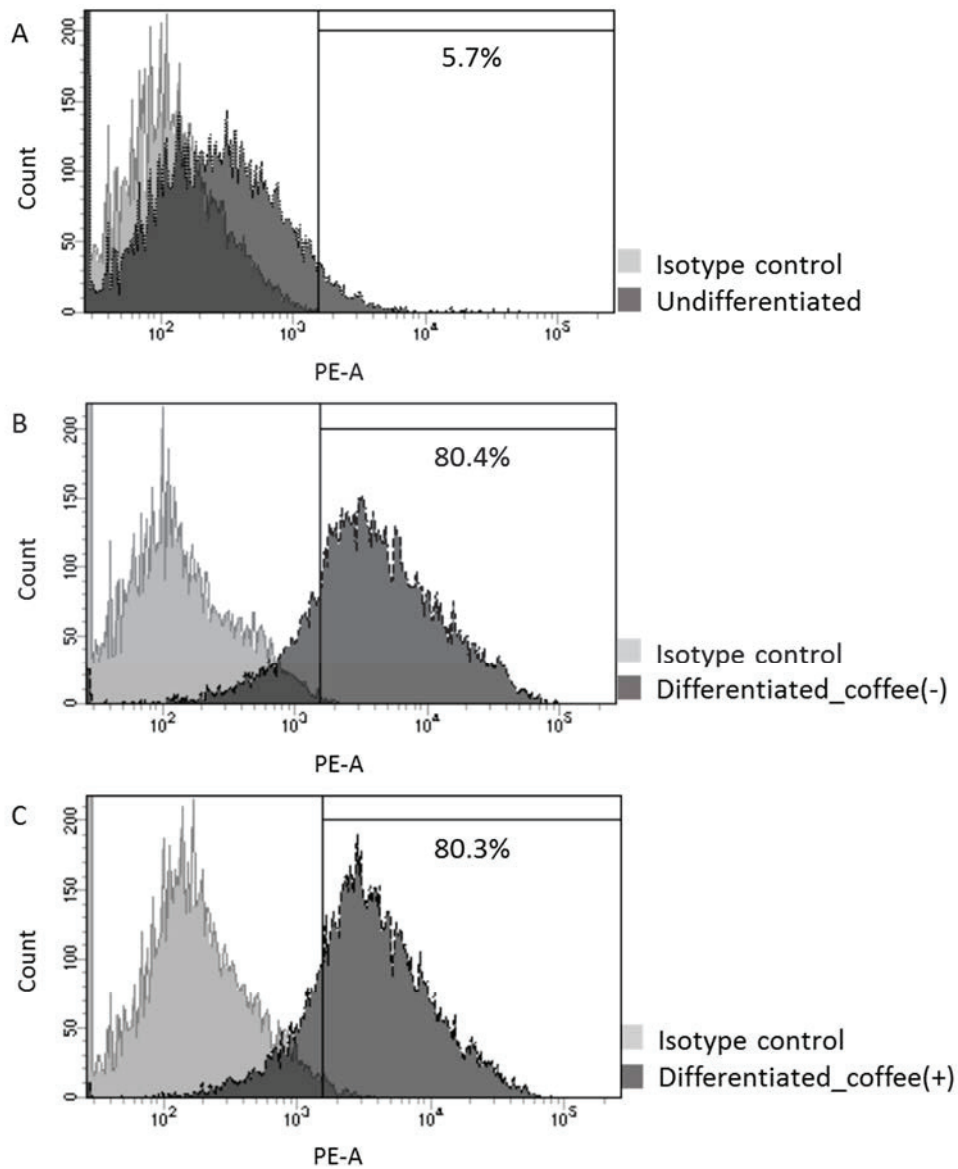 A
200
5.7%
150
Count
100
50
0
10² 10³ 10⁴ 10⁵
PE-A
Isotype control
Undifferentiated
B
200
80.4%
150
Count
100
50
0
10² 10³ 10⁴ 10⁵
PE-A
Isotype control
Differentiated_coffee(-)
C
200
80.3%
150
Count
100
50
0
10² 10³ 10⁴ 10⁵
PE-A
Isotype control
Differentiated_coffee(+)